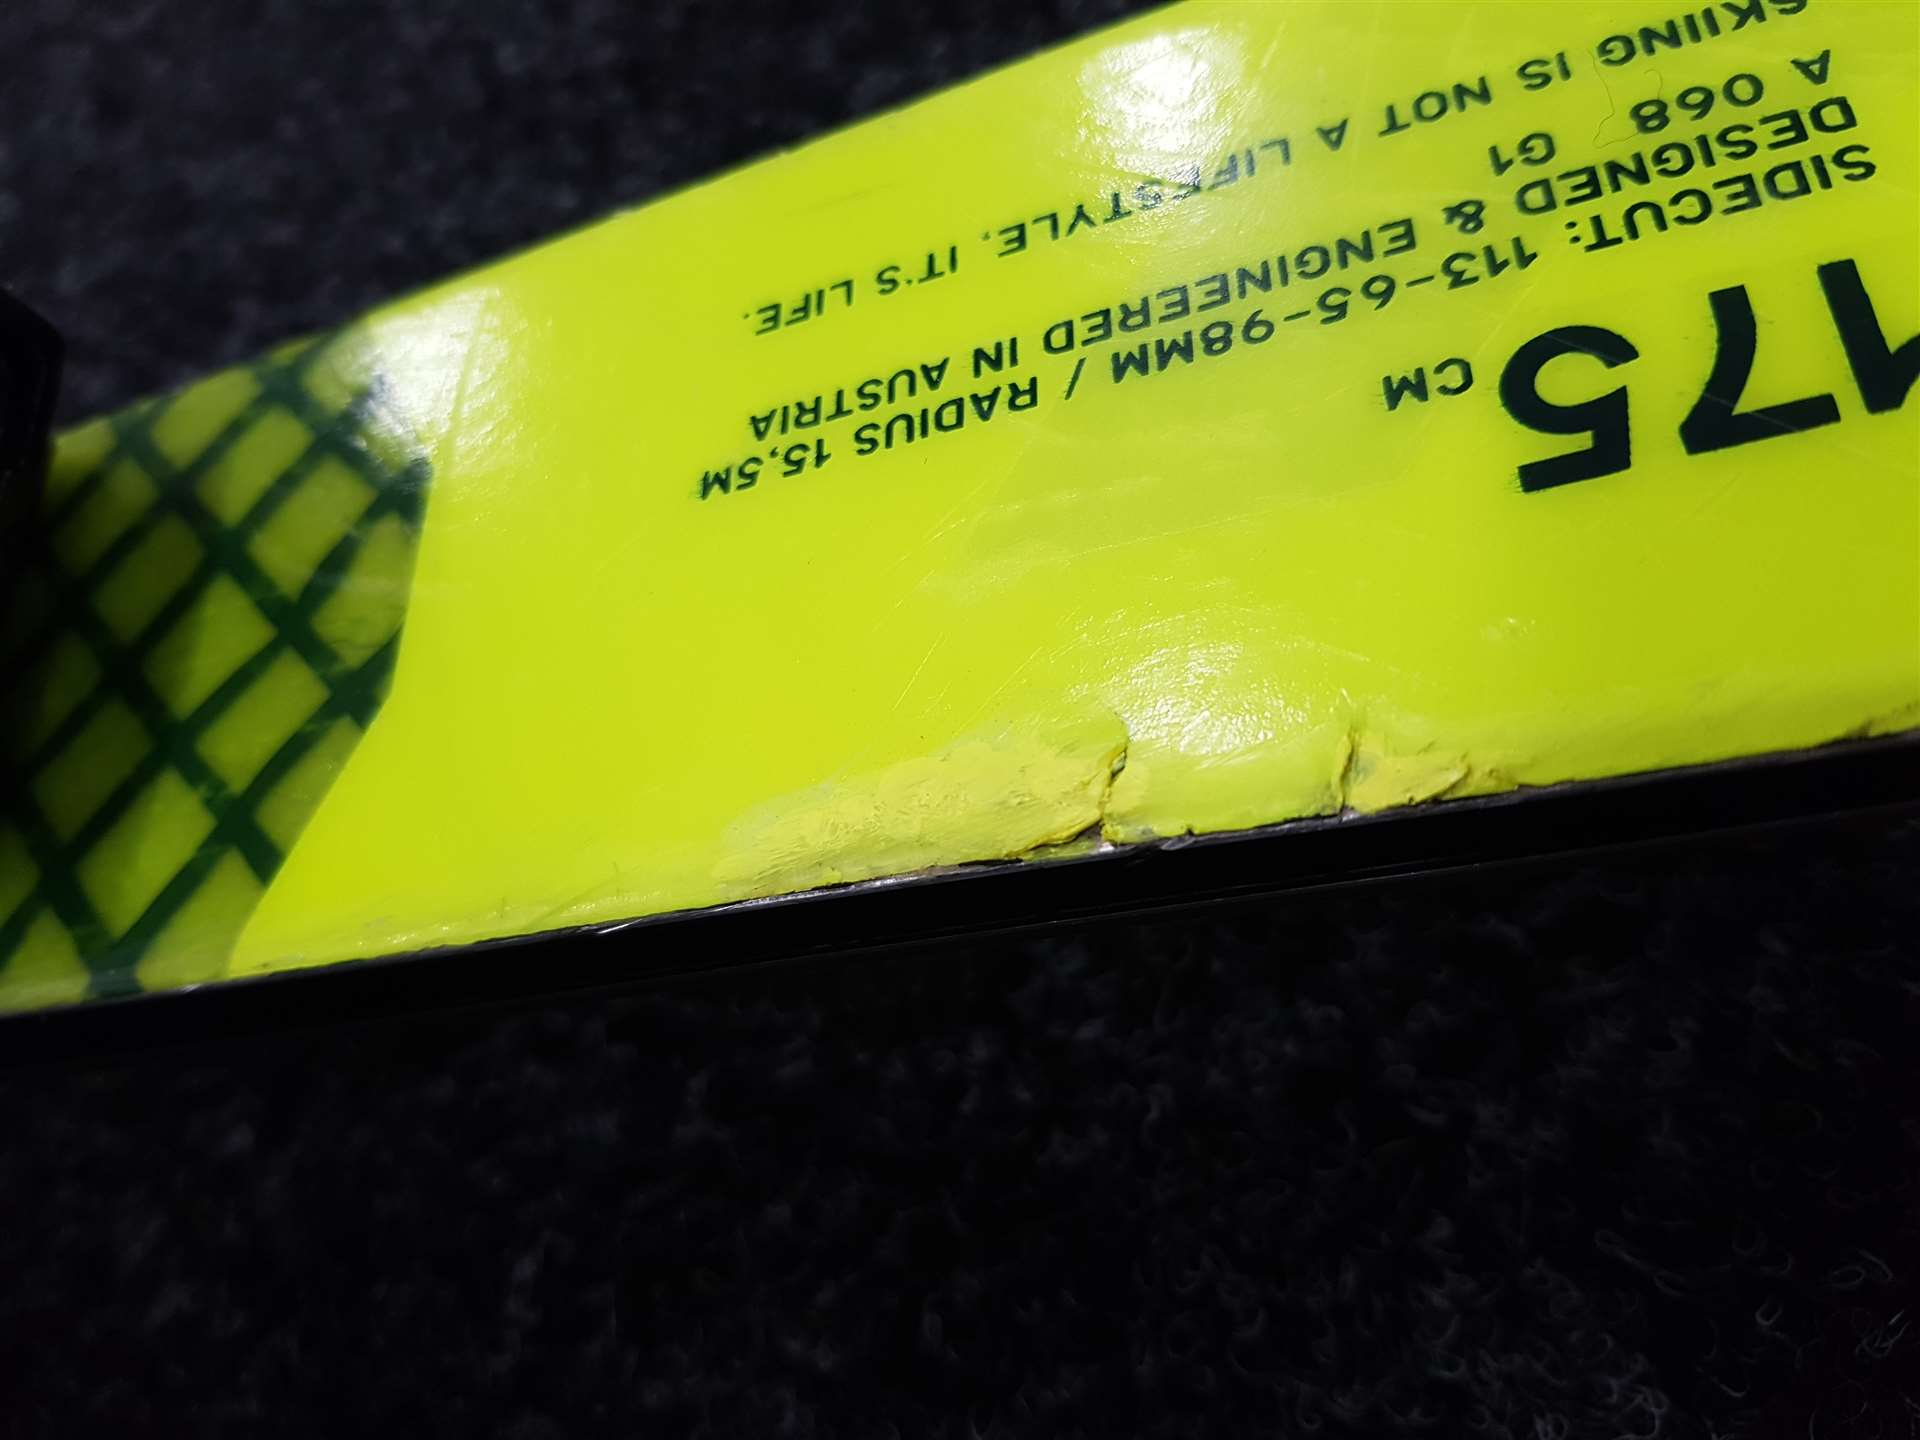 175 CM
SIDECUT: 113-65-98MM / RADIUS 15,5M
DESIGNED & ENGINEERED IN AUSTRIA
A 068 G1
SKIING IS NOT A LIFESTYLE. IT'S LIFE.